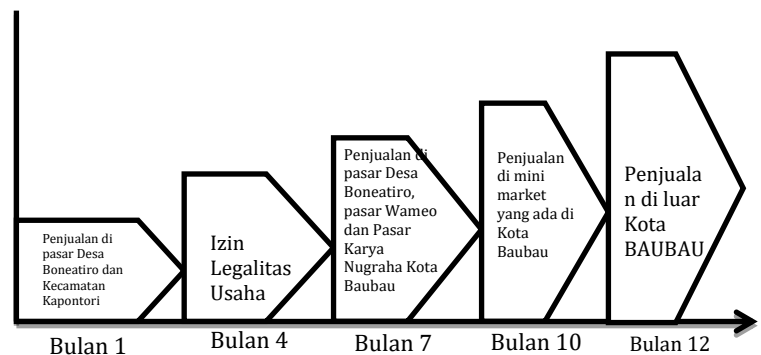 Penjualan di
pasar Desa
Boneatiro dan
Kecamatan
Kapontori
Izin
Legalitas
Usaha
Penjualan di
pasar Desa
Boneatiro,
pasar Wameo
dan Pasar
Karya
Nugraha Kota
Baubau
Penjualan
di mini
market
yang ada di
Kota
Baubau
Penjuala
n di luar
Kota
BAUBAU
Bulan 1
Bulan 4
Bulan 7
Bulan 10
Bulan 12